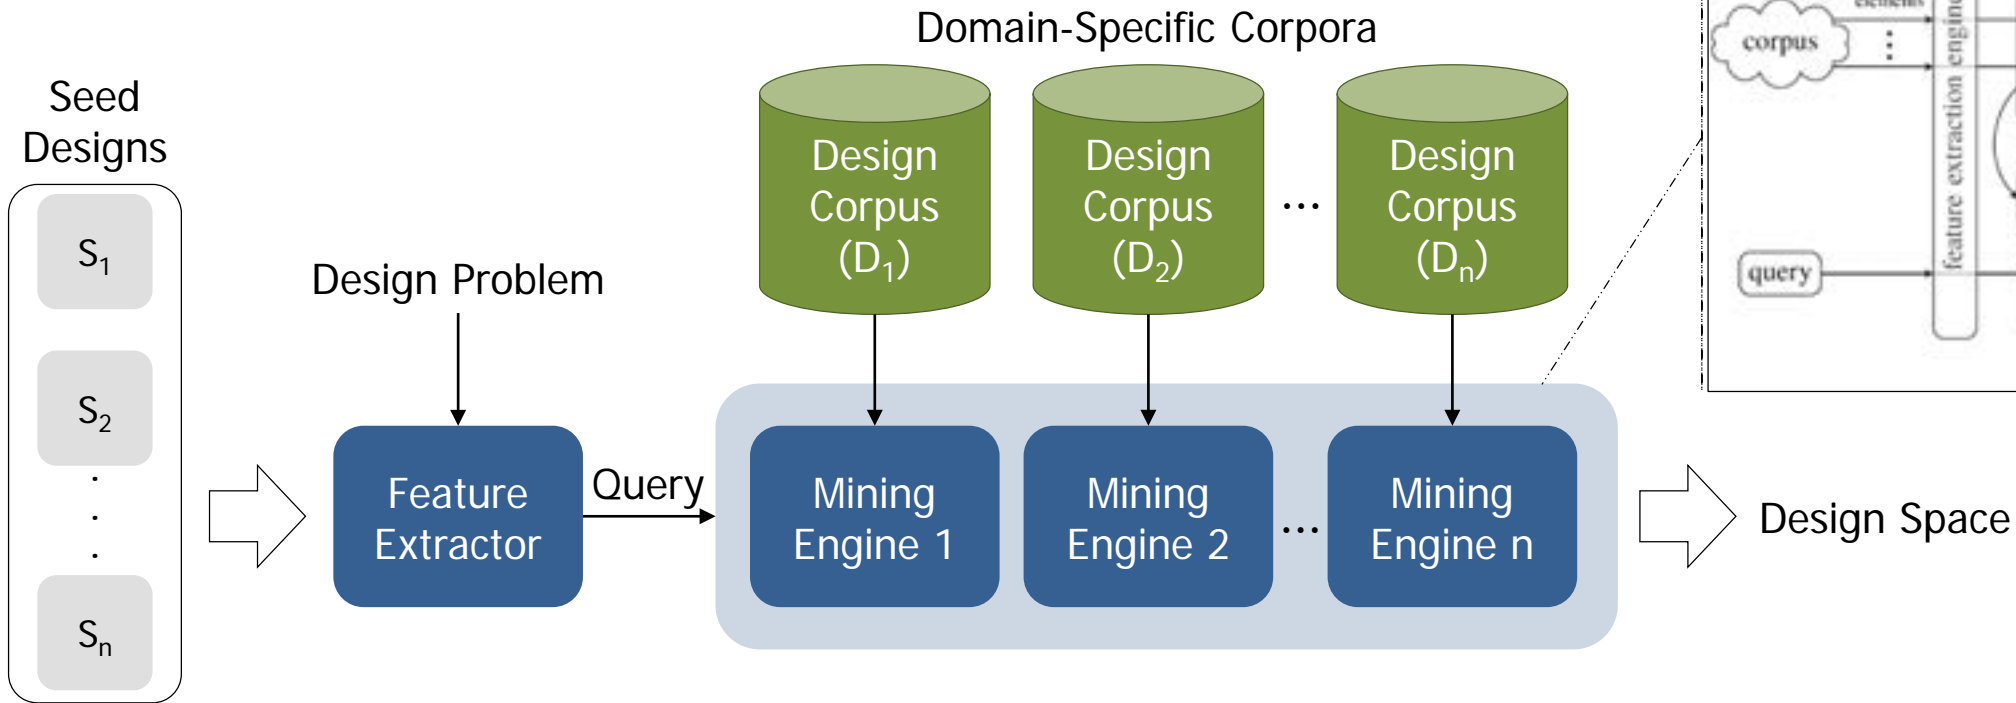 Domain-Specific Corpora
Seed
Designs
S1
S2
.
.
.
Sn
Design Problem
Design
Corpus
(D1)
Design
Corpus
(D2)
...
Design
Corpus
(Dn)
Feature
Extractor
Query
Mining
Engine 1
Mining
Engine 2
...
Mining
Engine n
Design Space
elements
corpus
feature extraction engine
query